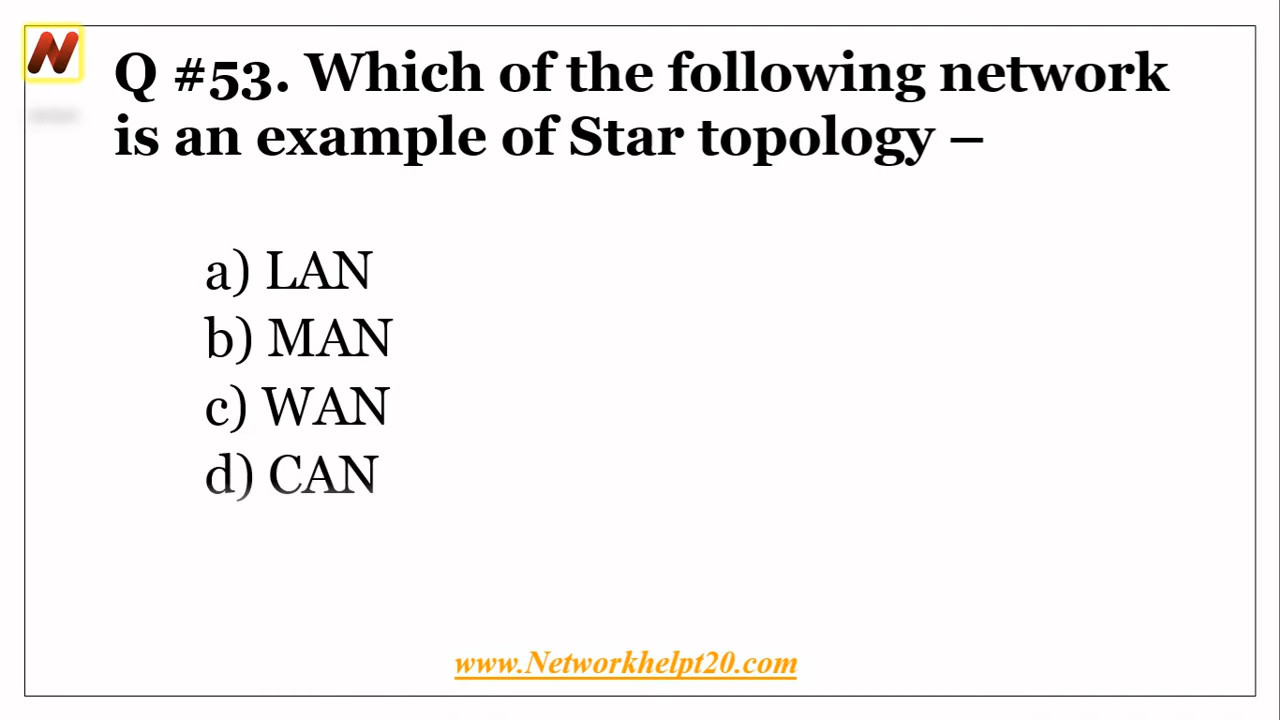 Q #53. Which of the following network
is an example of Star topology –
a) LAN
b) MAN
c) WAN
d) CAN
www.Networkhelpt20.com